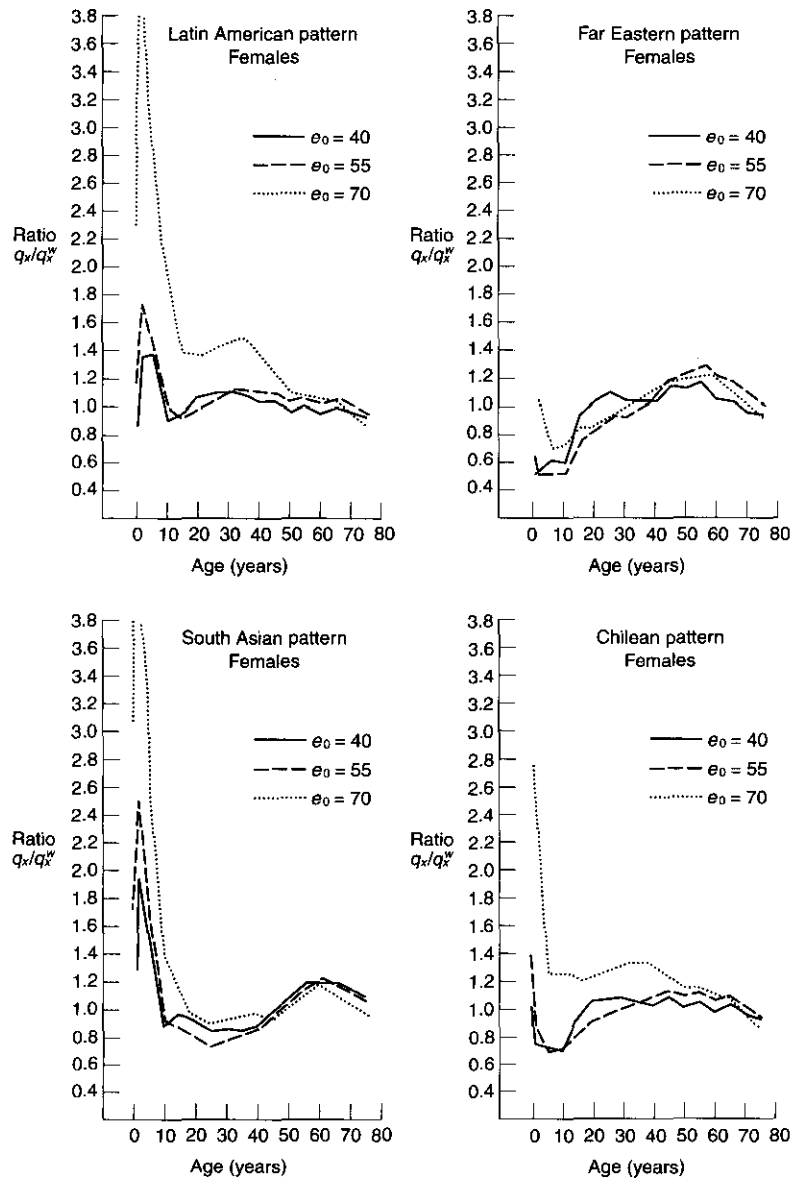 Latin American pattern
Females
3.8
3.6
3.4
3.2
3.0
2.8
2.6
2.4
2.2
2.0
1.8
1.6
1.4
1.2
1.0
0.8
0.6
0.4
Ratio
qx/qxw
e0 = 40
e0 = 55
e0 = 70
0 10 20 30 40 50 60 70 80
Age (years)
Far Eastern pattern
Females
3.8
3.6
3.4
3.2
3.0
2.8
2.6
2.4
2.2
2.0
1.8
1.6
1.4
1.2
1.0
0.8
0.6
0.4
Ratio
qx/qxw
e0 = 40
e0 = 55
e0 = 70
0 10 20 30 40 50 60 70 80
Age (years)
South Asian pattern
Females
3.8
3.6
3.4
3.2
3.0
2.8
2.6
2.4
2.2
2.0
1.8
1.6
1.4
1.2
1.0
0.8
0.6
0.4
Ratio
qx/qxw
e0 = 40
e0 = 55
e0 = 70
0 10 20 30 40 50 60 70 80
Age (years)
Chilean pattern
Females
3.8
3.6
3.4
3.2
3.0
2.8
2.6
2.4
2.2
2.0
1.8
1.6
1.4
1.2
1.0
0.8
0.6
0.4
Ratio
qx/qxw
e0 = 40
e0 = 55
e0 = 70
0 10 20 30 40 50 60 70 80
Age (years)